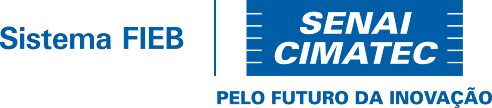 Sistema FIEB
SENAI
CIMATEC
PELO FUTURO DA INOVAÇÃO